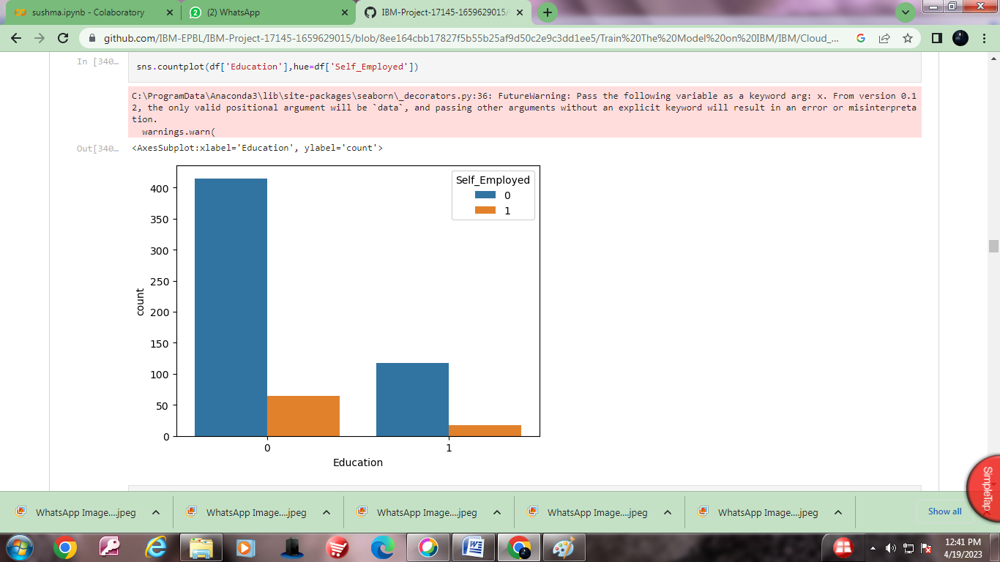 sushma.ipynb - Colaboratory
(2) WhatsApp
IBM-Project-17145-1659629015/
github.com/IBM-EPBL/IBM-Project-17145-1659629015/blob/8ee164cbb17827f5b55b25af9d50c2e9c3dd1ee5/Train%20The%20Model%20on%20IBM/IBM/Cloud_...
In [340...
sns.countplot(df['Education'],hue=df['Self_Employed'])
C:\ProgramData\Anaconda3\lib\site-packages\seaborn\_decorators.py:36: FutureWarning: Pass the following variable as a keyword arg: x. From version 0.1
2, the only valid positional argument will be `data`, and passing other arguments without an explicit keyword will result in an error or misinterpreta
tion.
warnings.warn(
Out[340...
<AxesSubplot:xlabel='Education', ylabel='count'>
Self_Employed
0
1
400
350
300
250
200
150
100
50
0
count
0 1
Education
SimpleTap
WhatsApp Image....jpeg
WhatsApp Image....jpeg
WhatsApp Image....jpeg
WhatsApp Image....jpeg
WhatsApp Image....jpeg
Show all
12:41 PM
4/19/2023